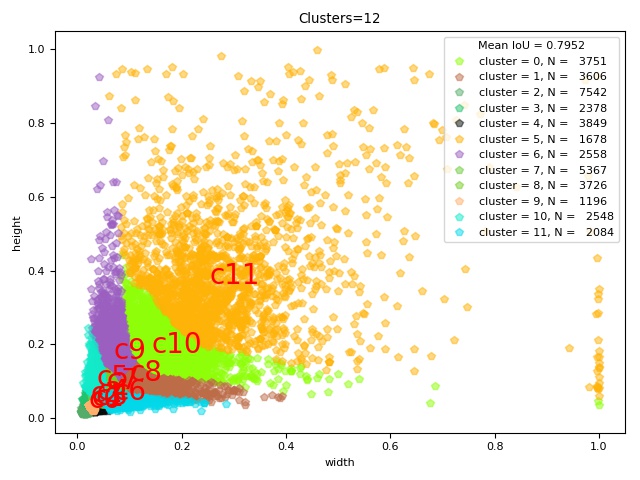 Clusters=12
Mean IoU = 0.7952
cluster = 0, N = 3751
cluster = 1, N = 3606
cluster = 2, N = 7542
cluster = 3, N = 2378
cluster = 4, N = 3849
cluster = 5, N = 1678
cluster = 6, N = 2558
cluster = 7, N = 5367
cluster = 8, N = 3726
cluster = 9, N = 1196
cluster = 10, N = 2548
cluster = 11, N = 2084
1.0
0.8
0.6
0.4
0.2
0.0
height
c11
c10
c9
c8
0.0 0.2 0.4 0.6 0.8 1.0
width